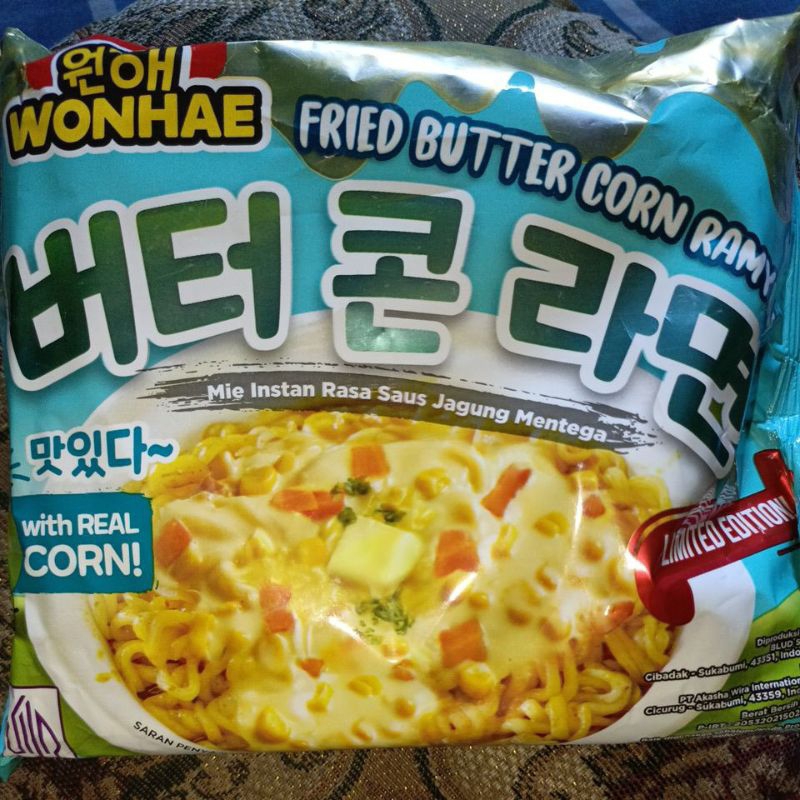 원애
WONHAE
FRIED BUTTER CORN RAMY
버터 콘 라면
Mie Instan Rasa Saus Jagung Mentega
맛있다~
with REAL
CORN!
LIMITED EDITION!
Diproduksi
BLUD
Cibadak - Sukabumi, 43351, Indo
PT Akasha Wira Internation
Cicurug - Sukabumi, 43359, In
Berat Bersih
SARAN PENY